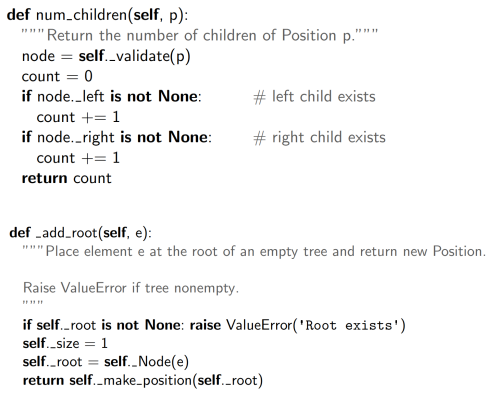 def num_children(self, p):
"""Return the number of children of Position p."""
node = self._validate(p)
count = 0
if node._left is not None: # left child exists
count += 1
if node._right is not None: # right child exists
count += 1
return count
def _add_root(self, e):
"""Place element e at the root of an empty tree and return new Position.
Raise ValueError if tree nonempty.
"""
if self._root is not None: raise ValueError('Root exists')
self._size = 1
self._root = self._Node(e)
return self._make_position(self._root)